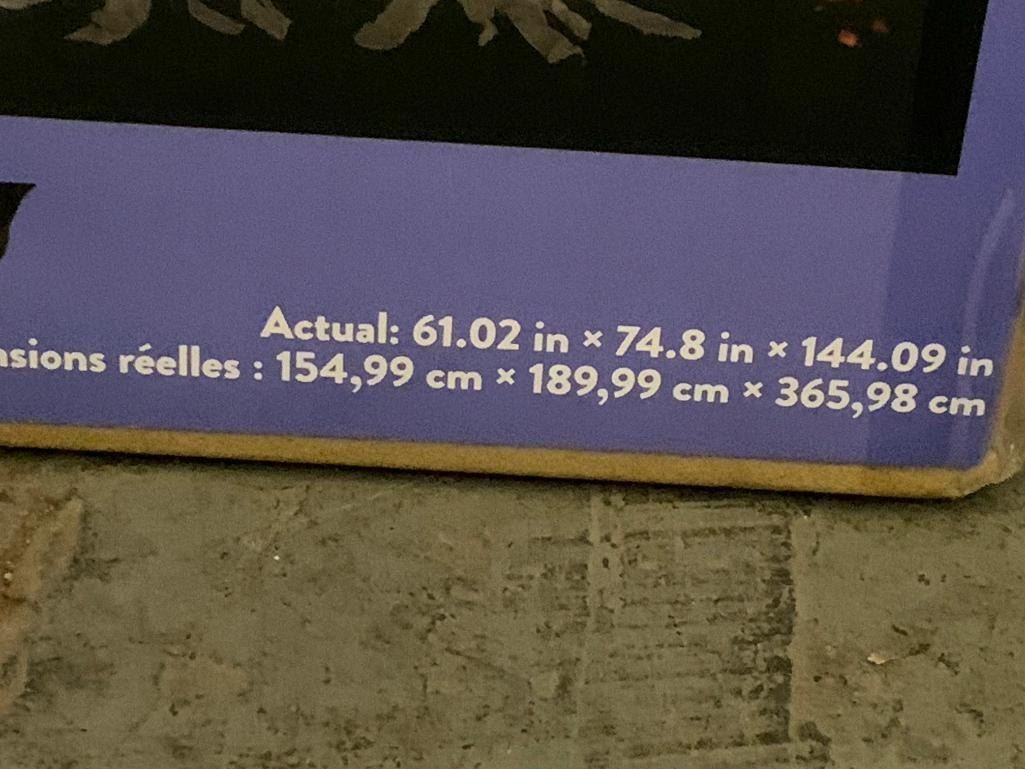 Actual: 61.02 in × 74.8 in × 144.09 in
réelles : 154,99 cm × 189,99 cm × 365,98 cm